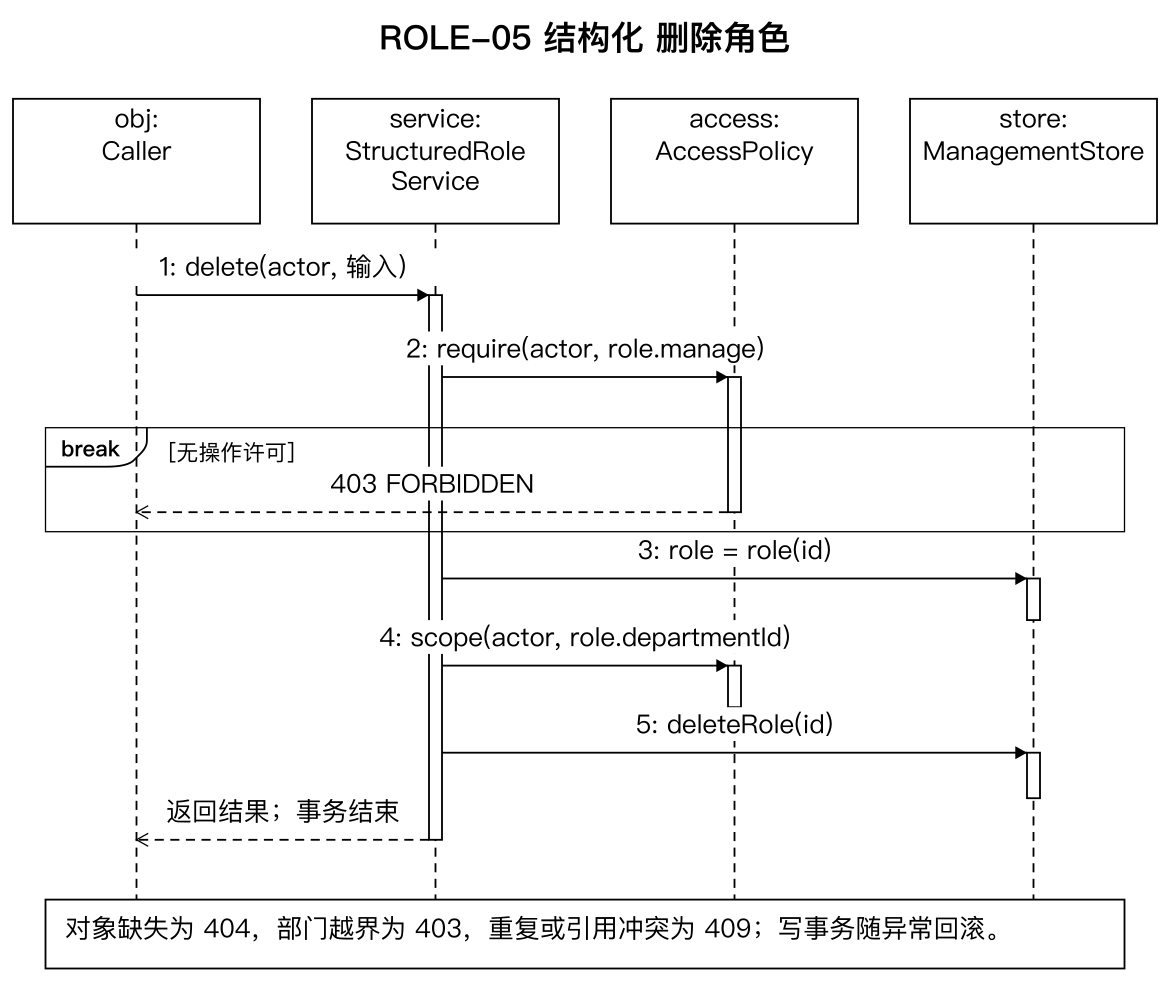 ROLE-05 结构化 删除角色
obj:
Caller
service:
StructuredRole
Service
access:
AccessPolicy
store:
ManagementStore
1: delete(actor, 输入)
2: require(actor, role.manage)
break
[无操作许可]
403 FORBIDDEN
3: role = role(id)
4: scope(actor, role.departmentId)
5: deleteRole(id)
返回结果；事务结束
对象缺失为 404，部门越界为 403，重复或引用冲突为 409；写事务随异常回滚。